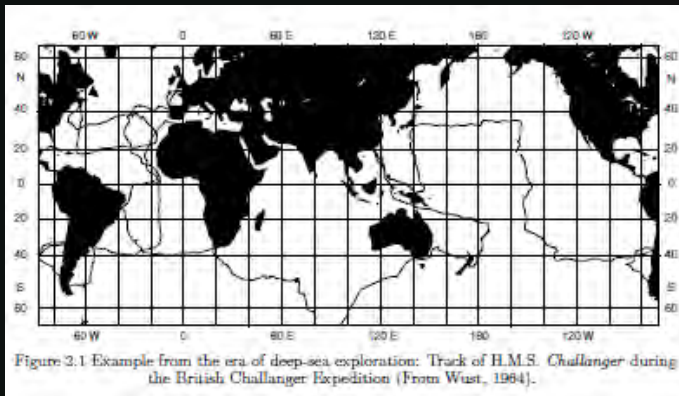 60 W 0 60 E 120 E 180 120 W
60 60
N N
40 40
20 20
0 0
20 20
40 40
S S
60 60
60 W 0 60 E 120 E 180 120 W
Figure 2.1 Example from the era of deep-sea exploration: Track of H.M.S. Challanger during
the British Challanger Expedition (From Wust, 1964).